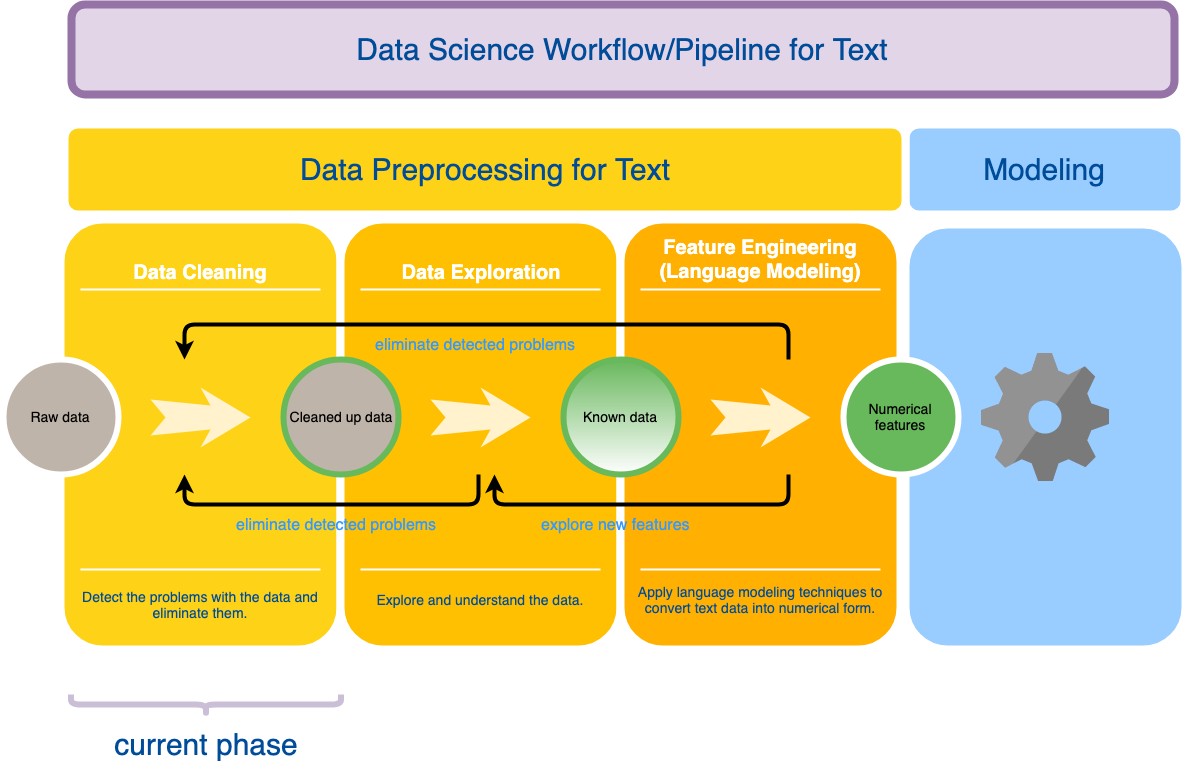 Data Science Workflow/Pipeline for Text
Data Preprocessing for Text
Modeling
Data Cleaning
Data Exploration
Feature Engineering
(Language Modeling)
eliminate detected problems
Raw data
Cleaned up data
Known data
Numerical
features
eliminate detected problems
explore new features
Detect the problems with the data and
eliminate them.
Explore and understand the data.
Apply language modeling techniques to
convert text data into numerical form.
current phase